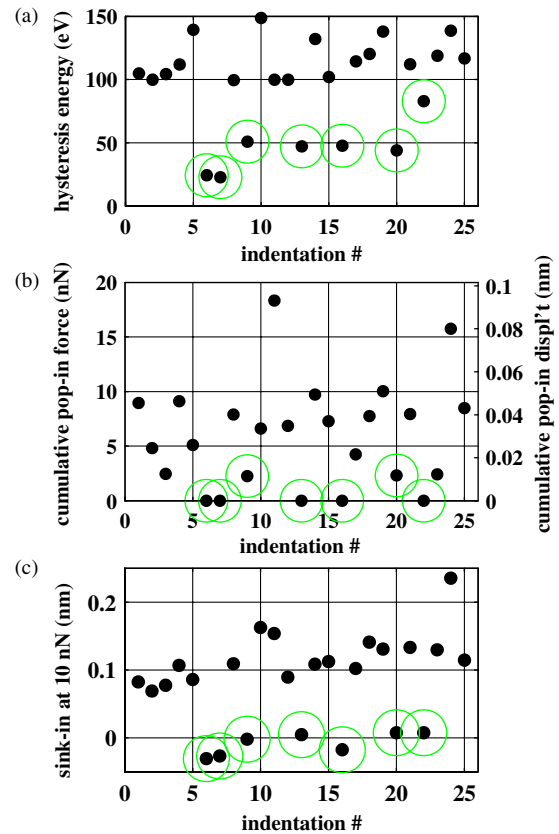 (a)
hysteresis energy (eV)
150
100
50
0
0 5 10 15 20 25
indentation #
(b)
cumulative pop-in force (nN)
20
15
10
5
0
0.1
0.08
0.06
0.04
0.02
0
cumulative pop-in displ't (nm)
0 5 10 15 20 25
indentation #
(c)
sink-in at 10 nN (nm)
0.2
0.1
0
0 5 10 15 20 25
indentation #